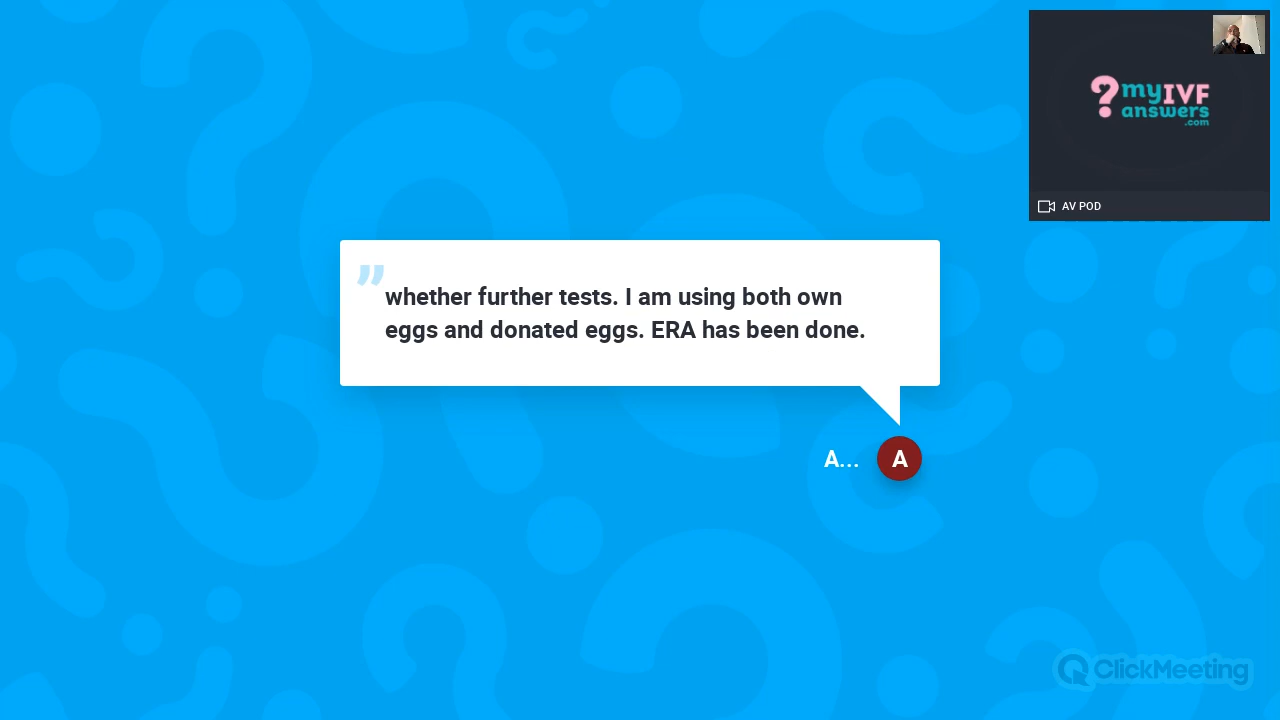 myIVF
answers
.com
AV POD
whether further tests. I am using both own
eggs and donated eggs. ERA has been done.
A...
A
ClickMeeting